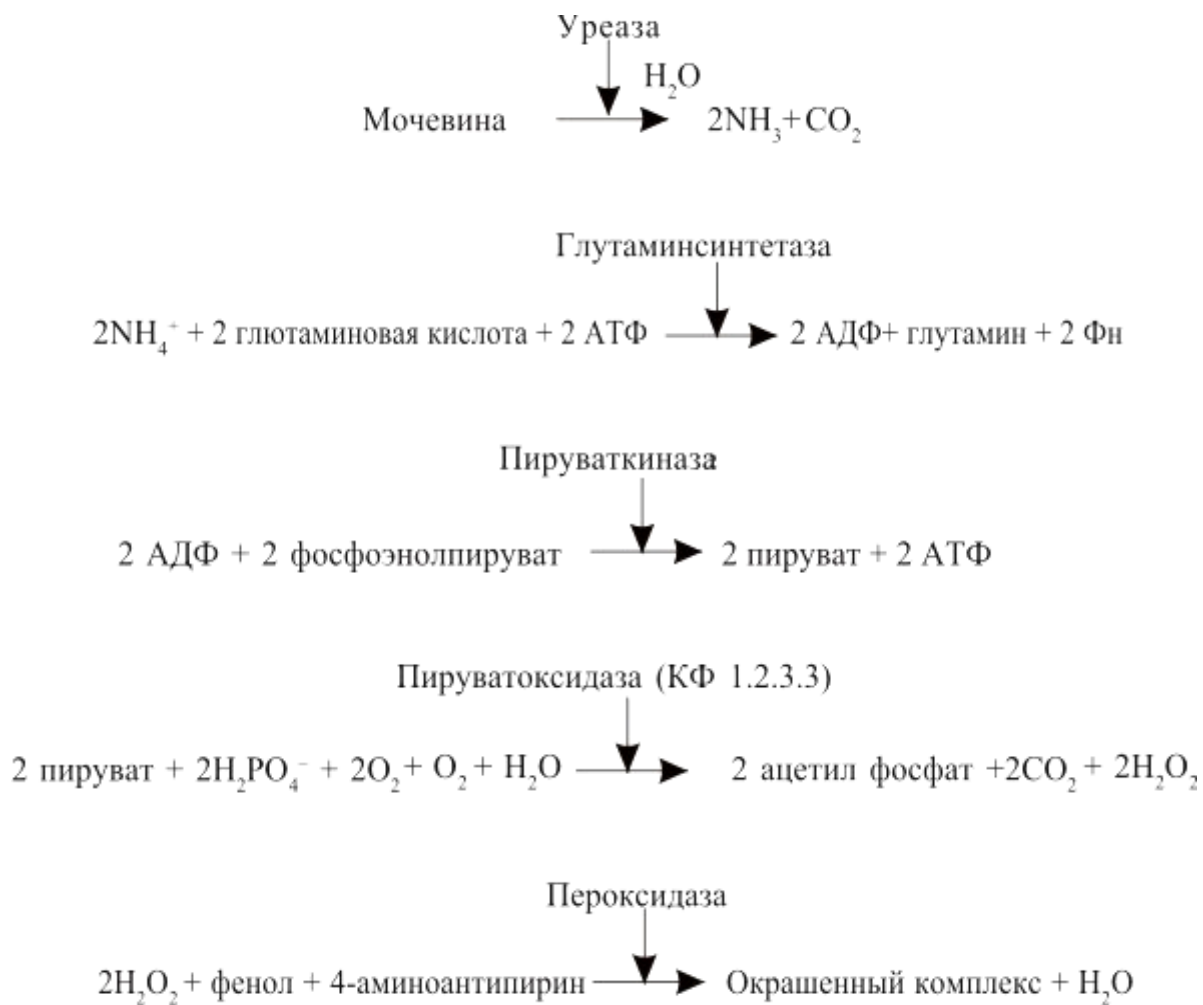 Уреаза
H₂O
Мочевина 2NH₃+ CO₂
Глутаминсинтетаза
2NH₄⁺ + 2 глютаминовая кислота + 2 АТФ 2 АДФ+ глутамин + 2 Фн
Пируваткиназа
2 АДФ + 2 фосфоэнолпируват 2 пируват + 2 АТФ
Пируватоксидаза (КФ 1.2.3.3)
2 пируват + 2H₂PO₄⁻ + 2O₂ + O₂ + H₂O 2 ацетил фосфат +2CO₂ + 2H₂O₂
Пероксидаза
2H₂O₂ + фенол + 4-аминоантипирин Окрашенный комплекс + H₂O